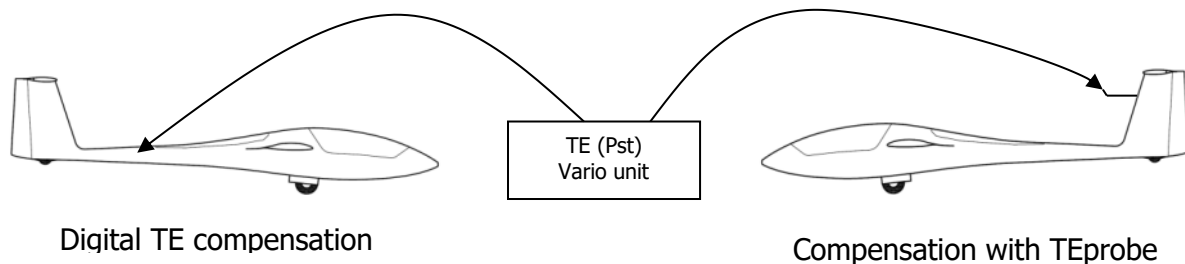 TE (Pst)
Vario unit
Digital TE compensation
Compensation with TEprobe